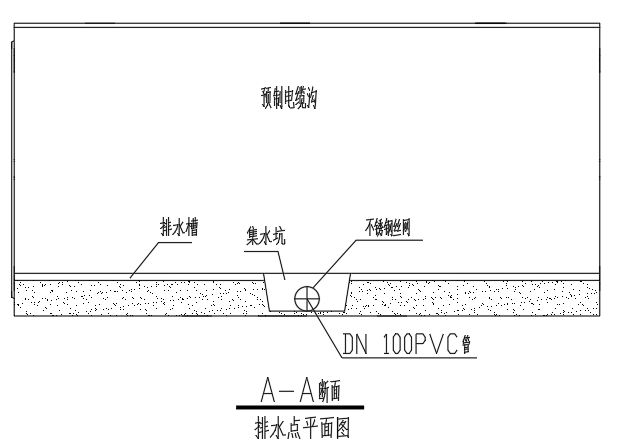 预制电缆沟
排水槽
集水坑
不锈钢丝网
DN 100PVC管
A-A断面
排水点平面图